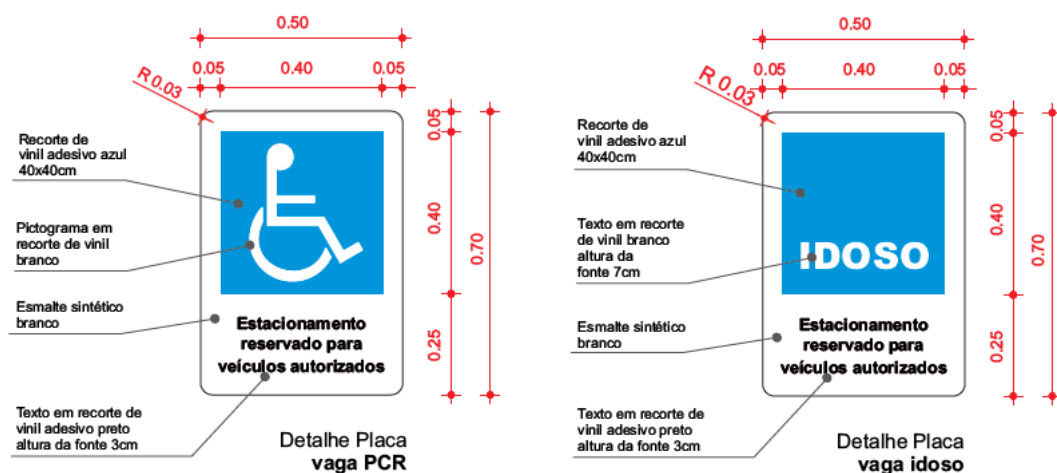 0.50
0.05
0.40
0.05
R 0.03
Recorte de
vinil adesivo azul
40x40cm
Pictograma em
recorte de vinil
branco
Esmalte sintético
branco
Texto em recorte de
vinil adesivo preto
altura da fonte 3cm
Estacionamento
reservado para
veículos autorizados
0.05
0.40
0.25
0.70
Detalhe Placa
vaga PCR
0.50
0.05
0.40
0.05
R 0.03
Recorte de
vinil adesivo azul
40x40cm
Texto em recorte
de vinil branco
altura da
fonte 7cm
Esmalte sintético
branco
Texto em recorte de
vinil adesivo preto
altura da fonte 3cm
IDOSO
Estacionamento
reservado para
veículos autorizados
0.05
0.40
0.25
0.70
Detalhe Placa
vaga idoso